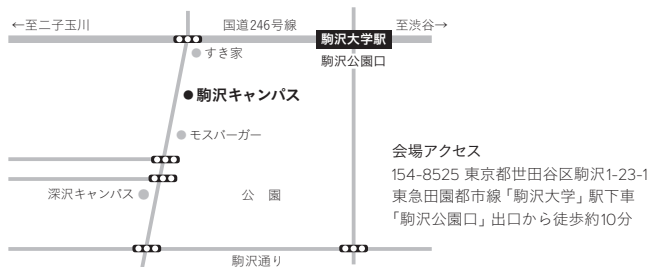 ←至二子玉川
国道246号線
至渋谷→
駒沢大学駅
駒沢公園口
すき家
駒沢キャンパス
モスバーガー
深沢キャンパス
公 園
駒沢通り
会場アクセス
154-8525 東京都世田谷区駒沢1-23-1
東急田園都市線「駒沢大学」駅下車
「駒沢公園口」出口から徒歩約10分